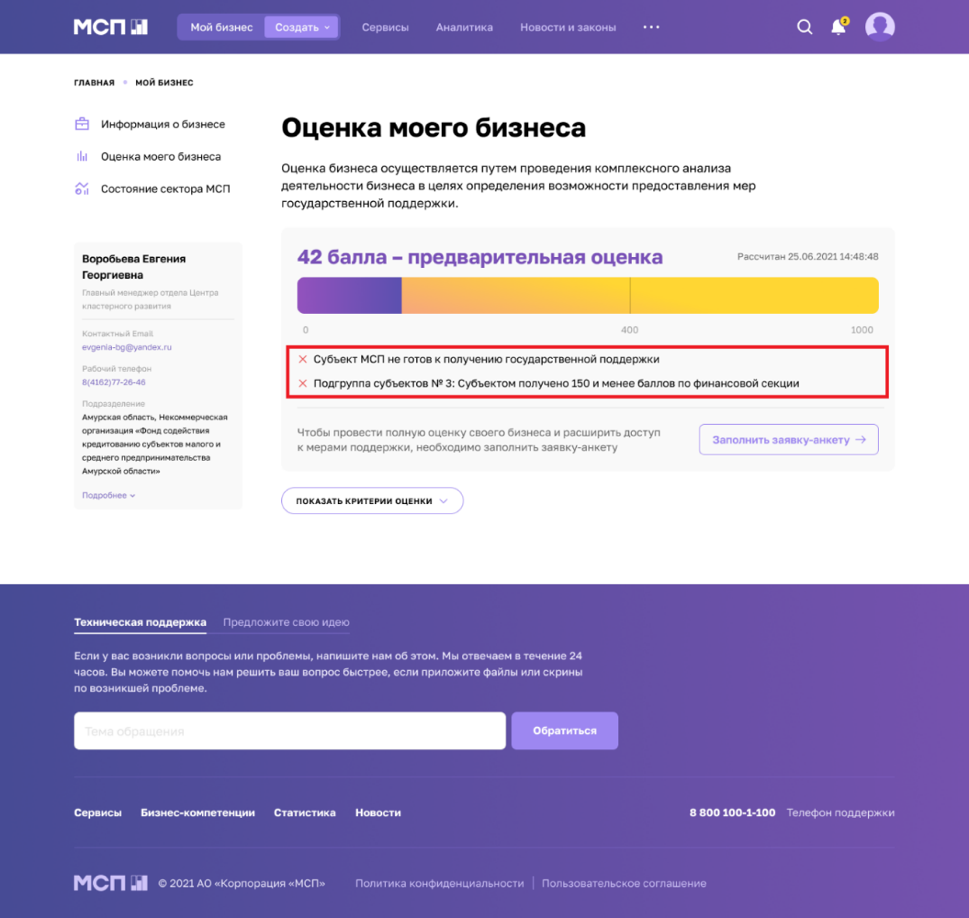 МСП
Мой бизнес
Создать
Сервисы
Аналитика
Новости и законы
...
2
ГЛАВНАЯ • МОЙ БИЗНЕС
Информация о бизнесе
Оценка моего бизнеса
Состояние сектора МСП
Воробьева Евгения
Георгиевна
Главный менеджер отдела Центра
кластерного развития
Контактный Email
evgenia-bg@yandex.ru
Рабочий телефон
8(4162)77-26-46
Подразделение
Амурская область, Некоммерческая
организация «Фонд содействия
кредитованию субъектов малого и
среднего предпринимательства
Амурской области»
Подробнее
Оценка моего бизнеса
Оценка бизнеса осуществляется путем проведения комплексного анализа
деятельности бизнеса в целях определения возможности предоставления мер
государственной поддержки.
42 балла – предварительная оценка
Рассчитан 25.06.2021 14:48:48
0 400 1000
Субъект МСП не готов к получению государственной поддержки
Подгруппа субъектов № 3: Субъектом получено 150 и менее баллов по финансовой секции
Чтобы провести полную оценку своего бизнеса и расширить доступ
к мерам поддержки, необходимо заполнить заявку-анкету
Заполнить заявку-анкету →
ПОКАЗАТЬ КРИТЕРИИ ОЦЕНКИ
Техническая поддержка
Предложите свою идею
Если у вас возникли вопросы или проблемы, напишите нам об этом. Мы отвечаем в течение 24
часов. Вы можете помочь нам решить ваш вопрос быстрее, если приложите файлы или скрины
по возникшей проблеме.
Тема обращения
Обратиться
Сервисы
Бизнес-компетенции
Статистика
Новости
8 800 100-1-100 Телефон поддержки
МСП
© 2021 АО «Корпорация «МСП»
Политика конфиденциальности | Пользовательское соглашение